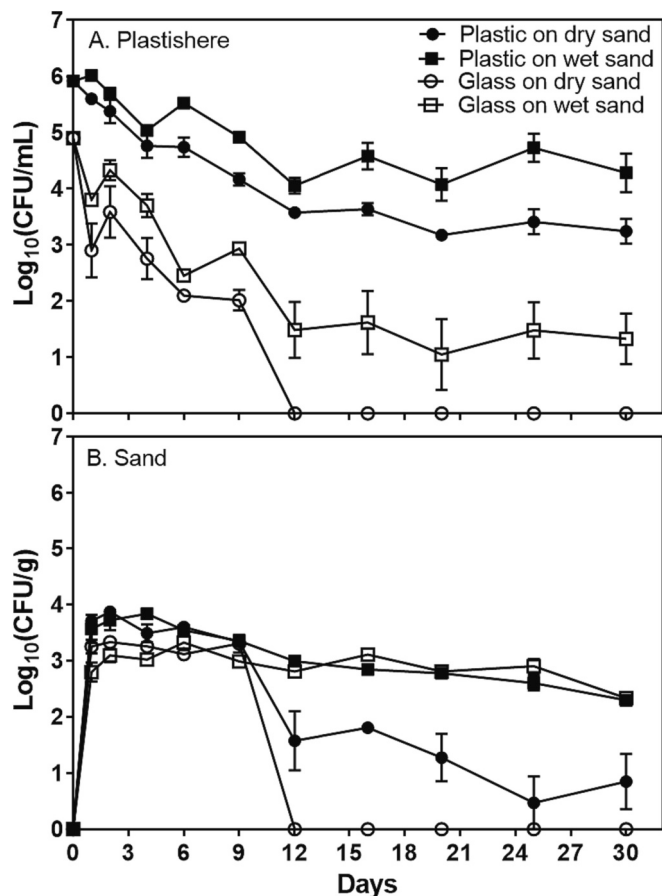 A. Plastishere
Plastic on dry sand
Plastic on wet sand
Glass on dry sand
Glass on wet sand
Log10(CFU/mL)
7
6
5
4
3
2
1
0
B. Sand
Log10(CFU/g)
7
6
5
4
3
2
1
0
0 3 6 9 12 15 18 21 24 27 30
Days